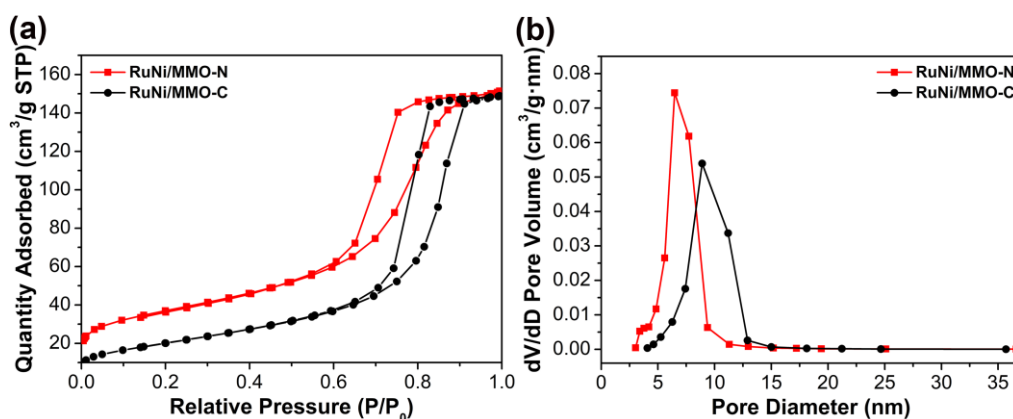 (a)
RuNi/MMO-N
RuNi/MMO-C
160
140
120
100
80
60
40
20
0.0 0.2 0.4 0.6 0.8 1.0
Quantity Adsorbed (cm³/g STP)
Relative Pressure (P/P₀)
(b)
RuNi/MMO-N
RuNi/MMO-C
0.08
0.07
0.06
0.05
0.04
0.03
0.02
0.01
0.00
0 5 10 15 20 25 30 35
dV/dD Pore Volume (cm³/g·nm)
Pore Diameter (nm)